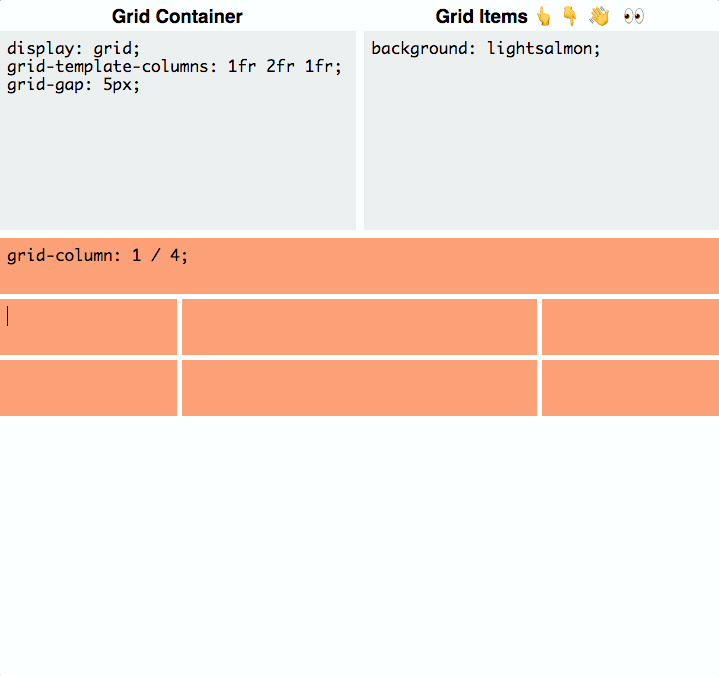 Grid Container
Grid Items 👆 👇 👋 👀
display: grid;
grid-template-columns: 1fr 2fr 1fr;
grid-gap: 5px;
background: lightsalmon;
grid-column: 1 / 4;